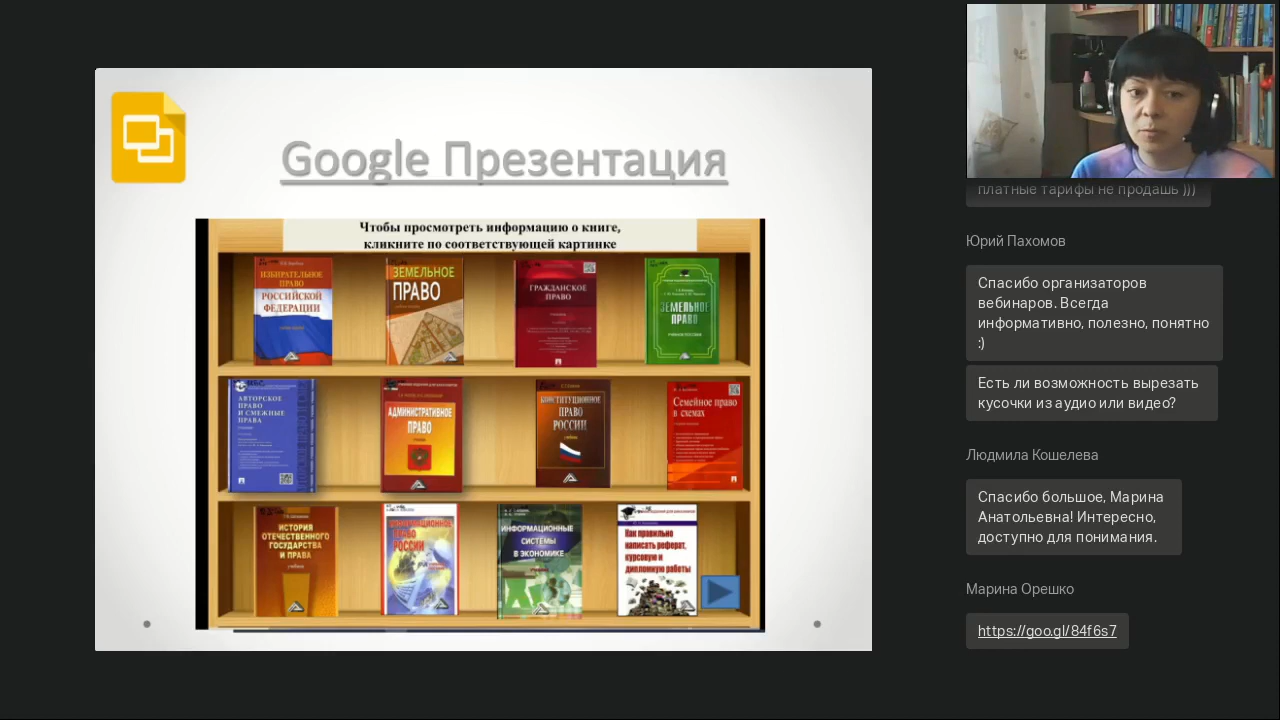 Google Презентация
Чтобы просмотреть информацию о книге,
кликните по соответствующей картинке
ИЗБИРАТЕЛЬНОЕ
ПРАВО
РОССИЙСКОЙ
ФЕДЕРАЦИИ
ЗЕМЕЛЬНОЕ
ПРАВО
ГРАЖДАНСКОЕ
ПРАВО
ЗЕМЕЛЬНОЕ
ПРАВО
АВТОРСКОЕ
ПРАВО
И СМЕЖНЫЕ
ПРАВА
АДМИНИСТРАТИВНОЕ
ПРАВО
КОНСТИТУЦИОННОЕ
ПРАВО
РОССИИ
Семейное право
в схемах
ИСТОРИЯ
ОТЕЧЕСТВЕННОГО
ГОСУДАРСТВА
И ПРАВА
ИНФОРМАЦИОННОЕ
ПРАВО
РОССИИ
ИНФОРМАЦИОННЫЕ
СИСТЕМЫ
В ЭКОНОМИКЕ
Как правильно
написать реферат,
курсовую и
дипломную работы
платные тарифы не продашь )))
Юрий Пахомов
Спасибо организаторов
вебинаров. Всегда
информативно, полезно, понятно
:)
Есть ли возможность вырезать
кусочки из аудио или видео?
Людмила Кошелева
Спасибо большое, Марина
Анатольевна! Интересно,
доступно для понимания.
Марина Орешко
https://goo.gl/84f6s7